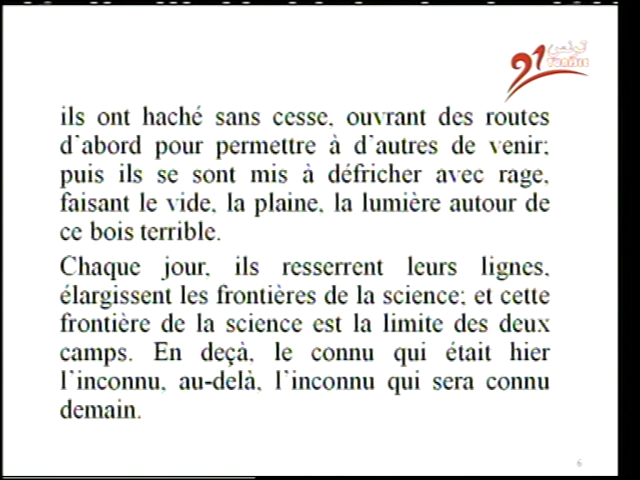 تونس
21
TUNISIE
ils ont haché sans cesse, ouvrant des routes
d'abord pour permettre à d'autres de venir;
puis ils se sont mis à défricher avec rage,
faisant le vide, la plaine, la lumière autour de
ce bois terrible.
Chaque jour, ils resserrent leurs lignes,
élargissent les frontières de la science; et cette
frontière de la science est la limite des deux
camps. En deçà, le connu qui était hier
l'inconnu, au-delà, l'inconnu qui sera connu
demain.
6